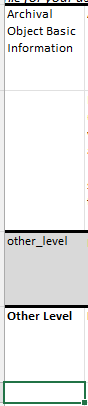 Archival
Object Basic
Information
other_level
Other Level